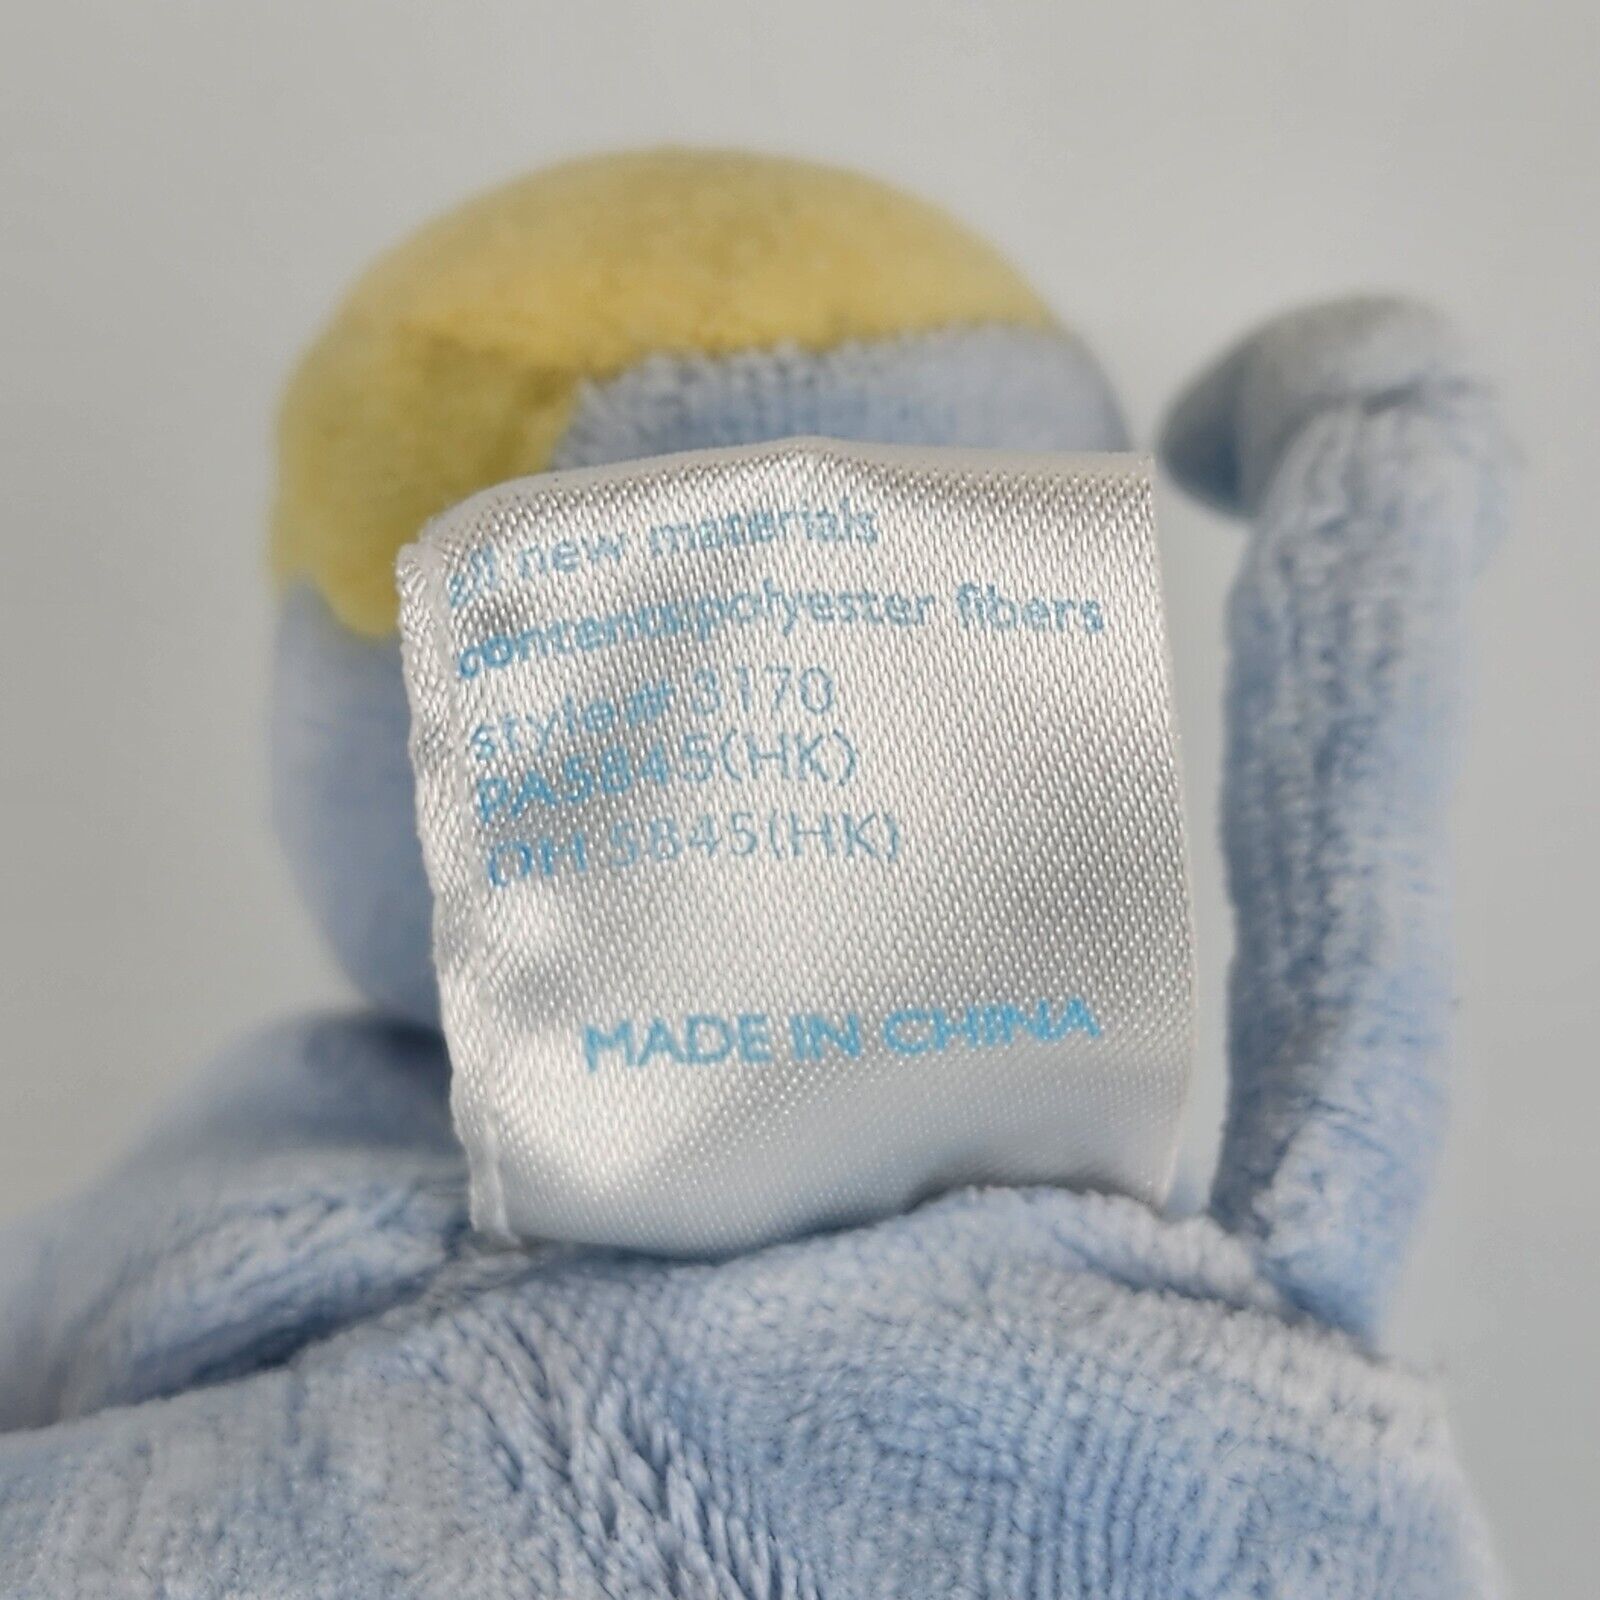 all new materials
contents:polyester fibers
style# 3170
PA5845(HK)
OH 5845(HK)
MADE IN CHINA